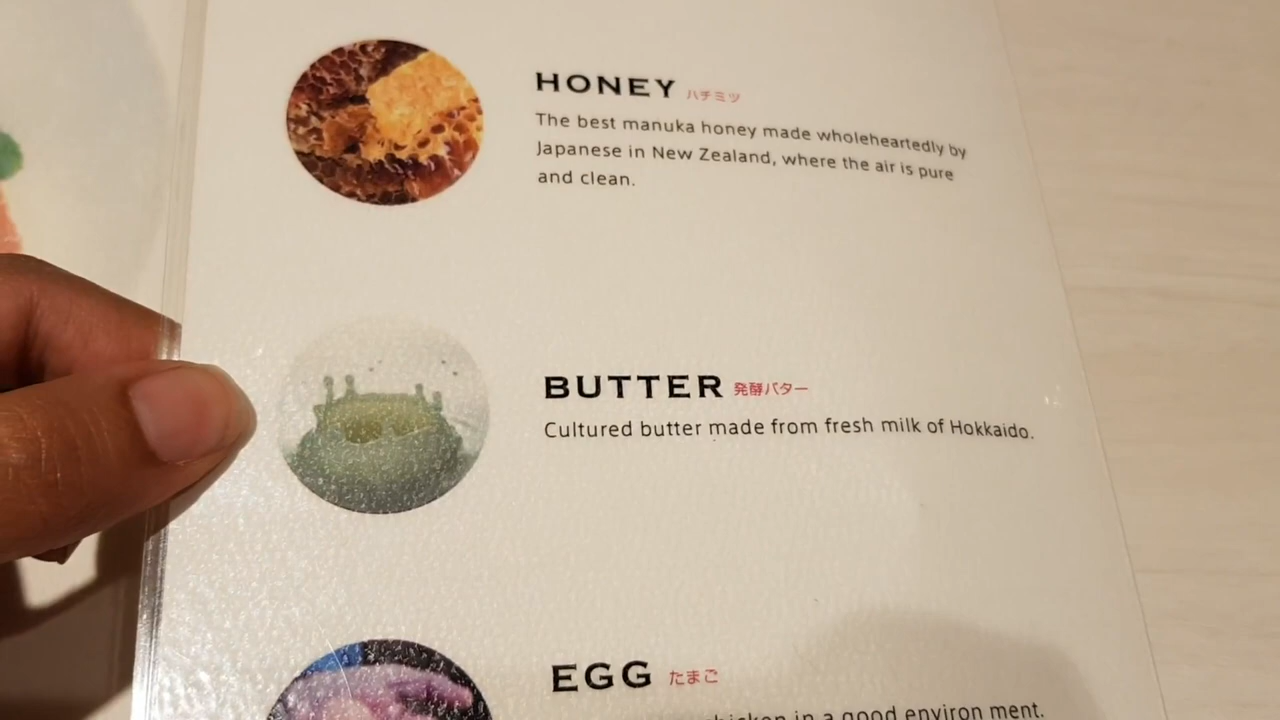 HONEY ハチミツ
The best manuka honey made wholeheartedly by
Japanese in New Zealand, where the air is pure
and clean.
BUTTER 発酵バター
Cultured butter made from fresh milk of Hokkaido.
EGG たまご
chicken in a good environ ment.